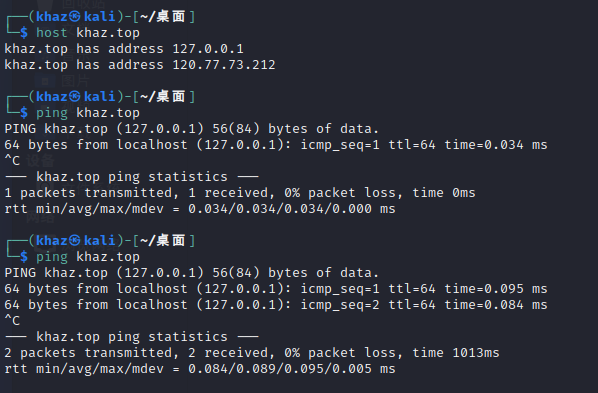 ┌──(khaz㉿kali)-[~/桌面]
└─$ host khaz.top
khaz.top has address 127.0.0.1
khaz.top has address 120.77.73.212
┌──(khaz㉿kali)-[~/桌面]
└─$ ping khaz.top
PING khaz.top (127.0.0.1) 56(84) bytes of data.
64 bytes from localhost (127.0.0.1): icmp_seq=1 ttl=64 time=0.034 ms
^C
--- khaz.top ping statistics ---
1 packets transmitted, 1 received, 0% packet loss, time 0ms
rtt min/avg/max/mdev = 0.034/0.034/0.034/0.000 ms
┌──(khaz㉿kali)-[~/桌面]
└─$ ping khaz.top
PING khaz.top (127.0.0.1) 56(84) bytes of data.
64 bytes from localhost (127.0.0.1): icmp_seq=1 ttl=64 time=0.095 ms
64 bytes from localhost (127.0.0.1): icmp_seq=2 ttl=64 time=0.084 ms
^C
--- khaz.top ping statistics ---
2 packets transmitted, 2 received, 0% packet loss, time 1013ms
rtt min/avg/max/mdev = 0.084/0.089/0.095/0.005 ms